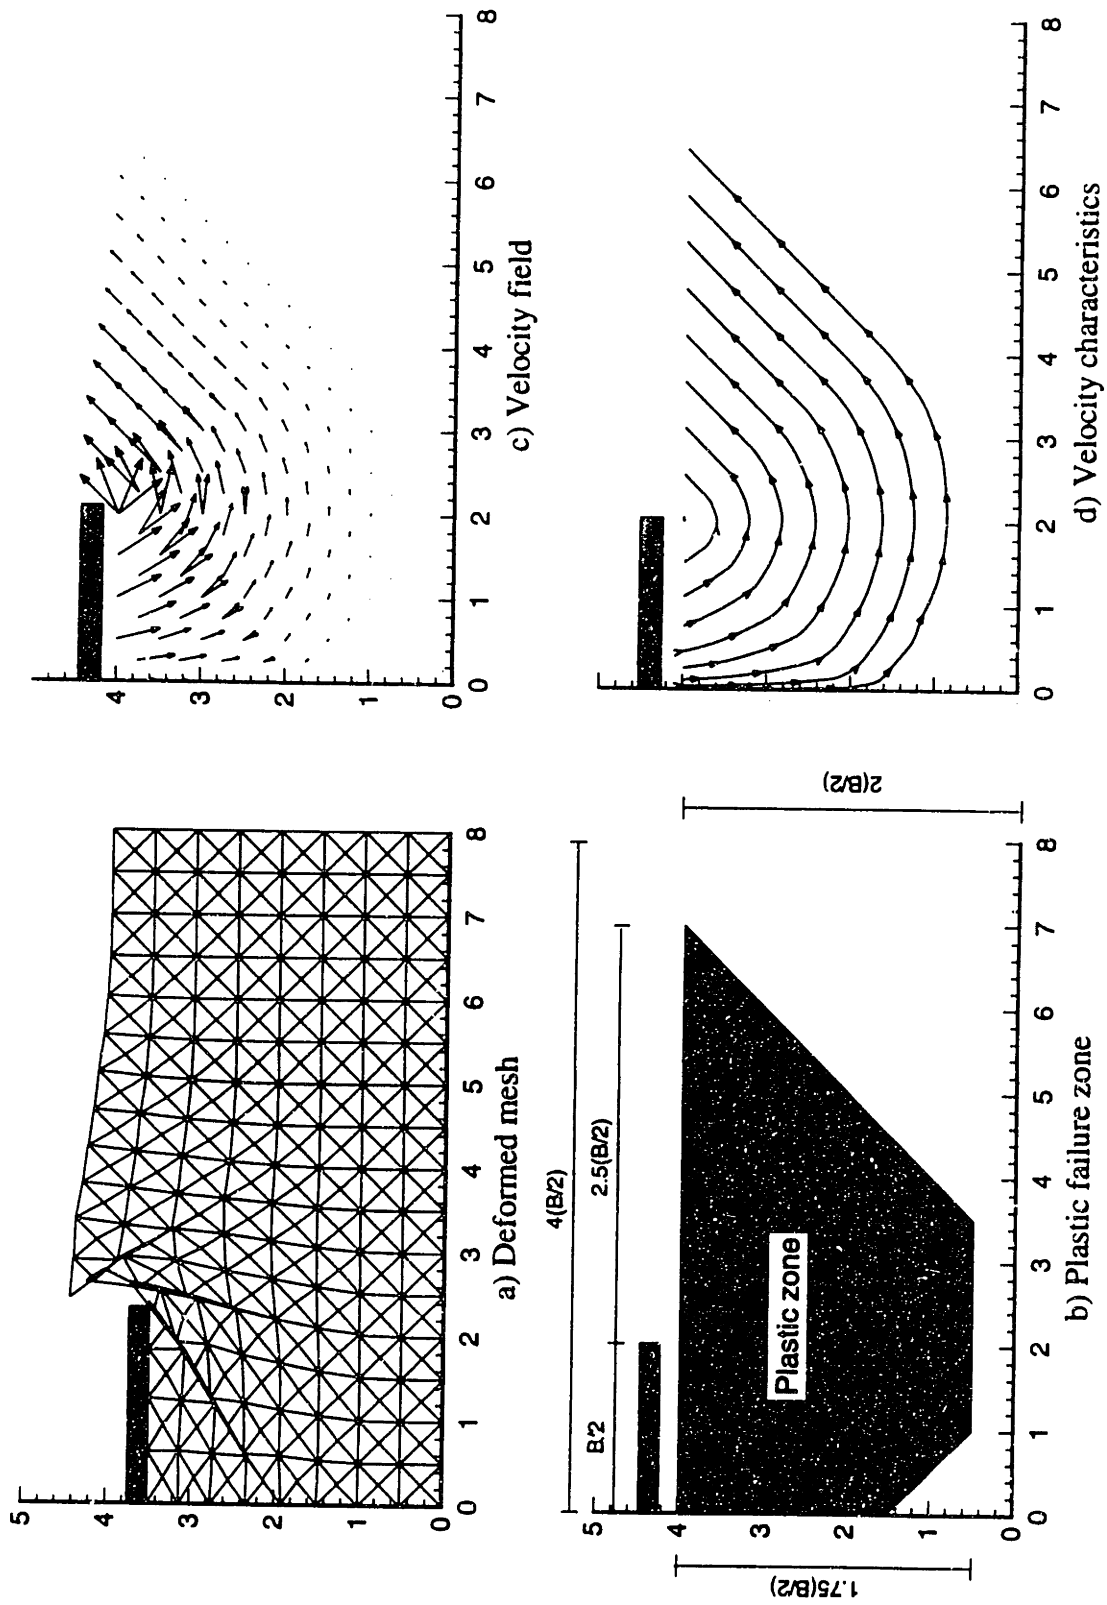 5
4
3
2
1
0
0 1 2 3 4 5 6 7 8
a) Deformed mesh
4
3
2
1
0
0 1 2 3 4 5 6 7 8
c) Velocity field
4(B/2)
B/2
2.5(B/2)
5
4
3
2
1
0
1.75(B/2)
Plastic zone
2(B/2)
0 1 2 3 4 5 6 7 8
b) Plastic failure zone
0 1 2 3 4 5 6 7 8
d) Velocity characteristics